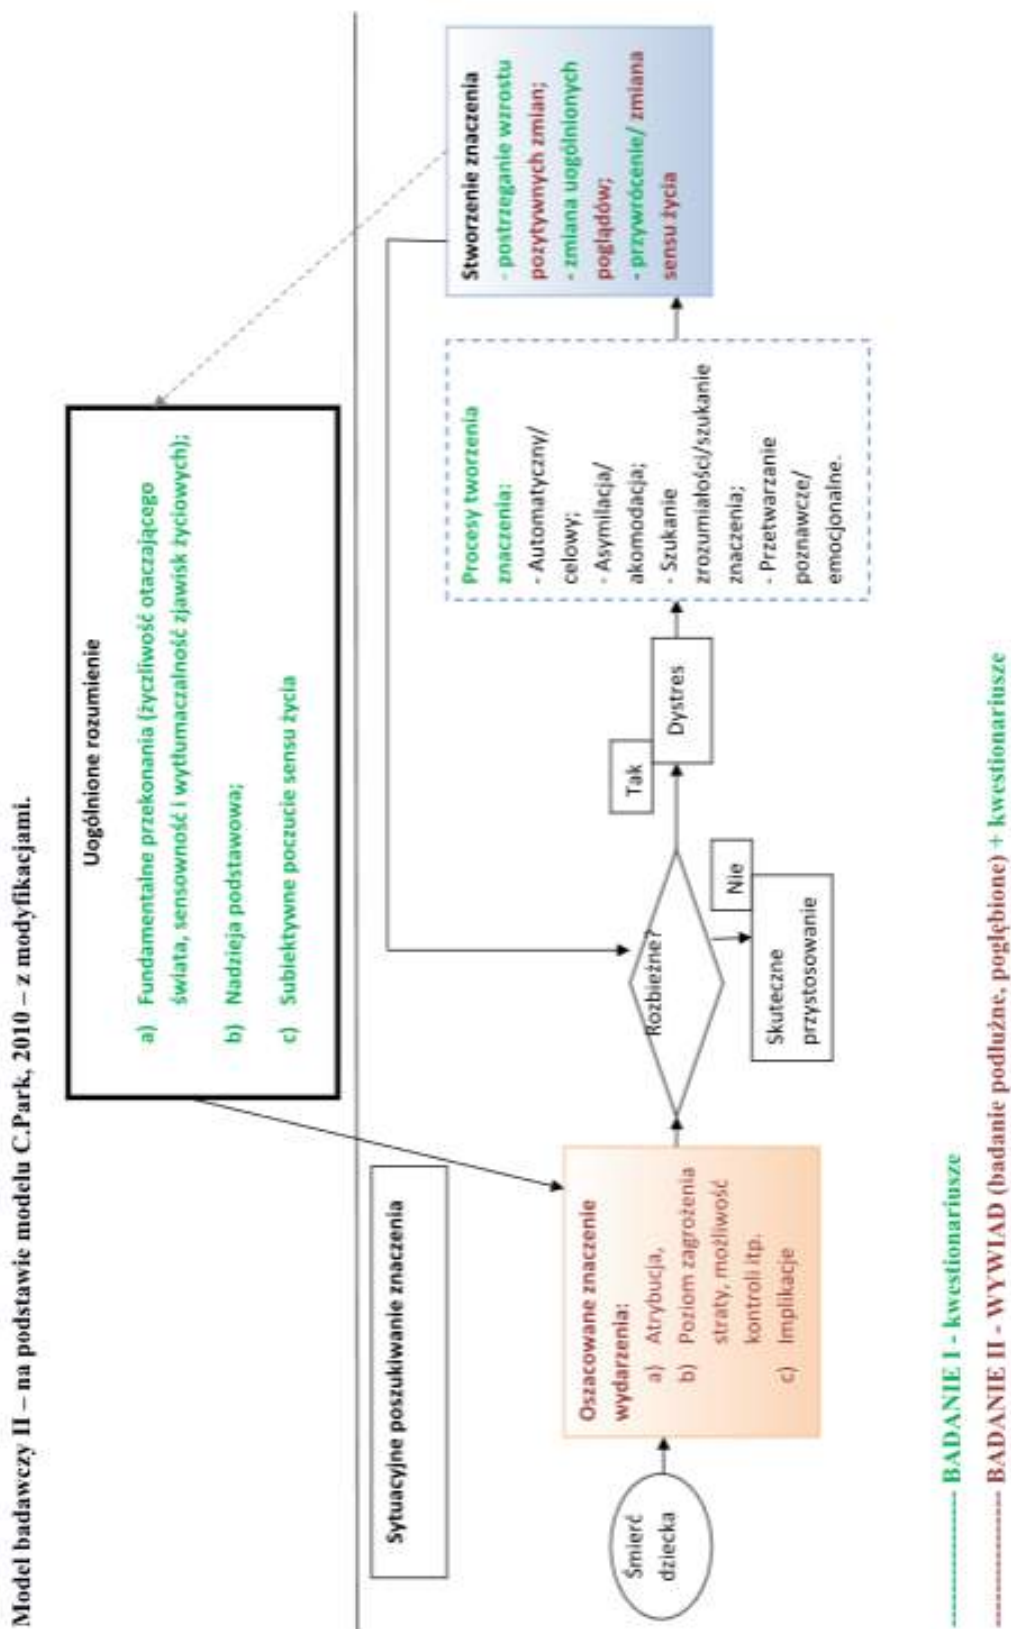 Model badawczy II – na podstawie modelu C.Park, 2010 – z modyfikacjami.
Uogólnione rozumienie
a) Fundamentalne przekonania (życzliwość otaczającego
świata, sensowność i wytłumaczalność zjawisk życiowych);
b) Nadzieja podstawowa;
c) Subiektywne poczucie sensu życia
Sytuacyjne poszukiwanie znaczenia
Śmierć
dziecka
Oszacowane znaczenie
wydarzenia:
a) Atrybucja,
b) Poziom zagrożenia
straty, możliwość
kontroli itp.
c) Implikacje
Rozbieżne?
Tak
Dystres
Nie
Skuteczne
przystosowanie
Procesy tworzenia
znaczenia:
- Automatyczny/
celowy;
- Asymilacja/
akomodacja;
- Szukanie
zrozumiałości/szukanie
znaczenia;
- Przetwarzanie
poznawcze/
emocjonalne.
Stworzenie znaczenia
- postrzeganie wzrostu
pozytywnych zmian;
- zmiana uogólnionych
poglądów;
- przywrócenie/ zmiana
sensu życia
-------------- BADANIE I - kwestionariusze
-------------- BADANIE II - WYWIAD (badanie podłużne, pogłębione) + kwestionariusze